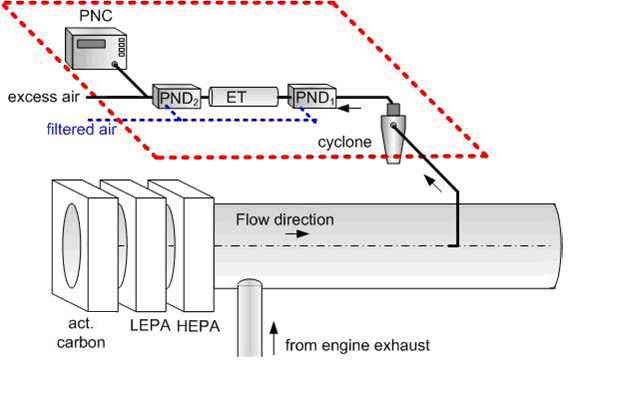 PNC
excess air
PND2
ET
PND1
filtered air
cyclone
Flow direction
act.
carbon
LEPA
HEPA
from engine exhaust